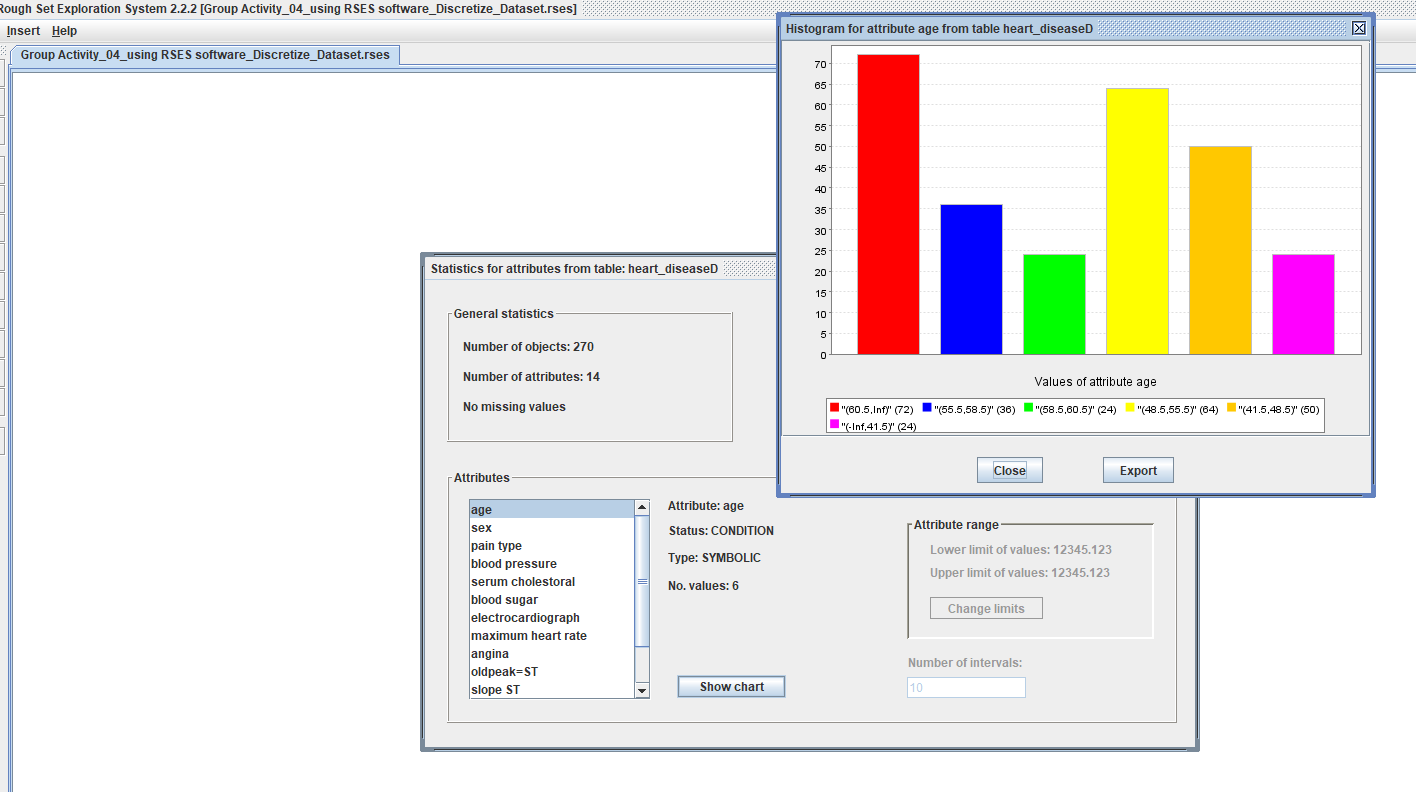 Rough Set Exploration System 2.2.2 [Group Activity_04_using RSES software_Discretize_Dataset.rses]
Insert Help
Group Activity_04_using RSES software_Discretize_Dataset.rses
Histogram for attribute age from table heart_diseaseD
70
65
60
55
50
45
40
35
30
25
20
15
10
5
0
Values of attribute age
"(60.5,Inf)" (72) "(55.5,58.5)" (36) "(58.5,60.5)" (24) "(48.5,55.5)" (64) "(41.5,48.5)" (50)
"(-Inf,41.5)" (24)
Close Export
Statistics for attributes from table: heart_diseaseD
General statistics
Number of objects: 270
Number of attributes: 14
No missing values
Attributes
age
sex
pain type
blood pressure
serum cholestoral
blood sugar
electrocardiograph
maximum heart rate
angina
oldpeak=ST
slope ST
Attribute: age
Status: CONDITION
Type: SYMBOLIC
No. values: 6
Show chart
Attribute range
Lower limit of values: 12345.123
Upper limit of values: 12345.123
Change limits
Number of intervals:
10